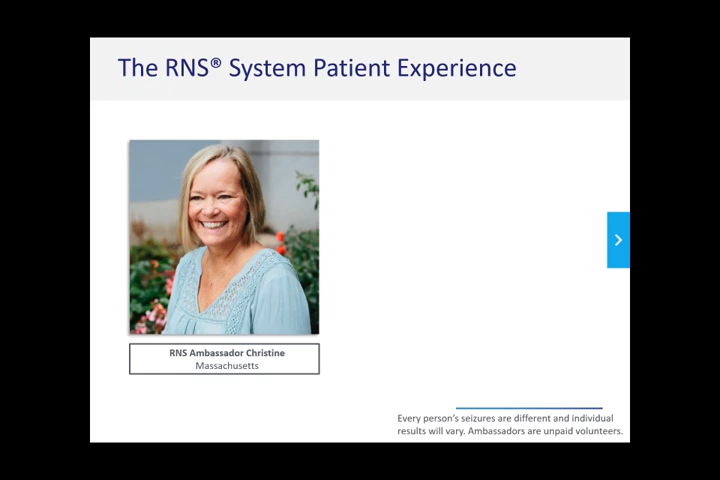 The RNS® System Patient Experience
RNS Ambassador Christine
Massachusetts
Every person's seizures are different and individual
results will vary. Ambassadors are unpaid volunteers.